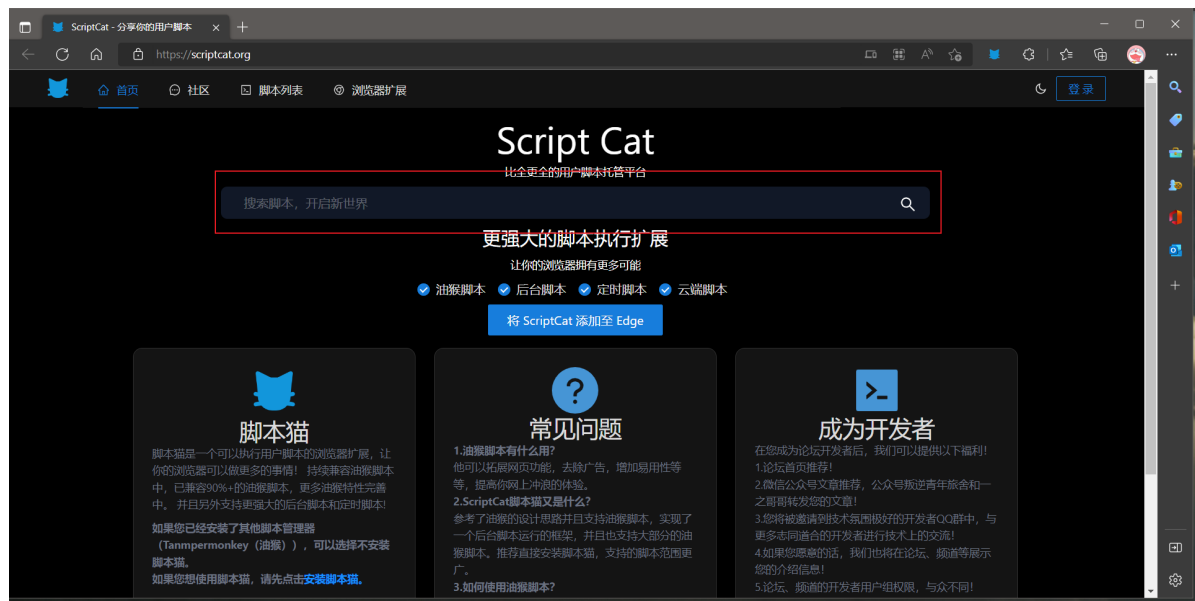 ScriptCat - 分享你的用户脚本
https://scriptcat.org
首页 社区 脚本列表 浏览器扩展 登录
Script Cat
比全更全的用户脚本托管平台
搜索脚本，开启新世界
更强大的脚本执行扩展
让你的浏览器拥有更多可能
油猴脚本 后台脚本 定时脚本 云端脚本
将 ScriptCat 添加至 Edge
脚本猫
脚本猫是一个可以执行用户脚本的浏览器扩展，让
你的浏览器可以做更多的事情！ 持续兼容油猴脚本
中，已兼容90%+的油猴脚本，更多油猴特性完善
中。 并且另外支持更强大的后台脚本和定时脚本!
如果您已经安装了其他脚本管理器
（Tanmpermonkey（油猴）），可以选择不安装
脚本猫。
如果您想使用脚本猫，请先点击安装脚本猫。
常见问题
1.油猴脚本有什么用?
他可以拓展网页功能，去除广告，增加易用性等
等，提高你网上冲浪的体验。
2.ScriptCat脚本猫又是什么?
参考了油猴的设计思路并且支持油猴脚本，实现了
一个后台脚本运行的框架，并且也支持大部分的油
猴脚本。推荐直接安装脚本猫，支持的脚本范围更
广。
3.如何使用油猴脚本?
成为开发者
在您成为论坛开发者后，我们可以提供以下福利!
1.论坛首页推荐!
2.微信公众号文章推荐，公众号叛逆青年旅舍和一
之哥哥转发您的文章!
3.您将被邀请到技术氛围极好的开发者QQ群中，与
更多志同道合的开发者进行技术上的交流!
4.如果您愿意的话，我们也将在论坛、频道等展示
您的介绍信息!
5.论坛、频道的开发者用户组权限，与众不同!